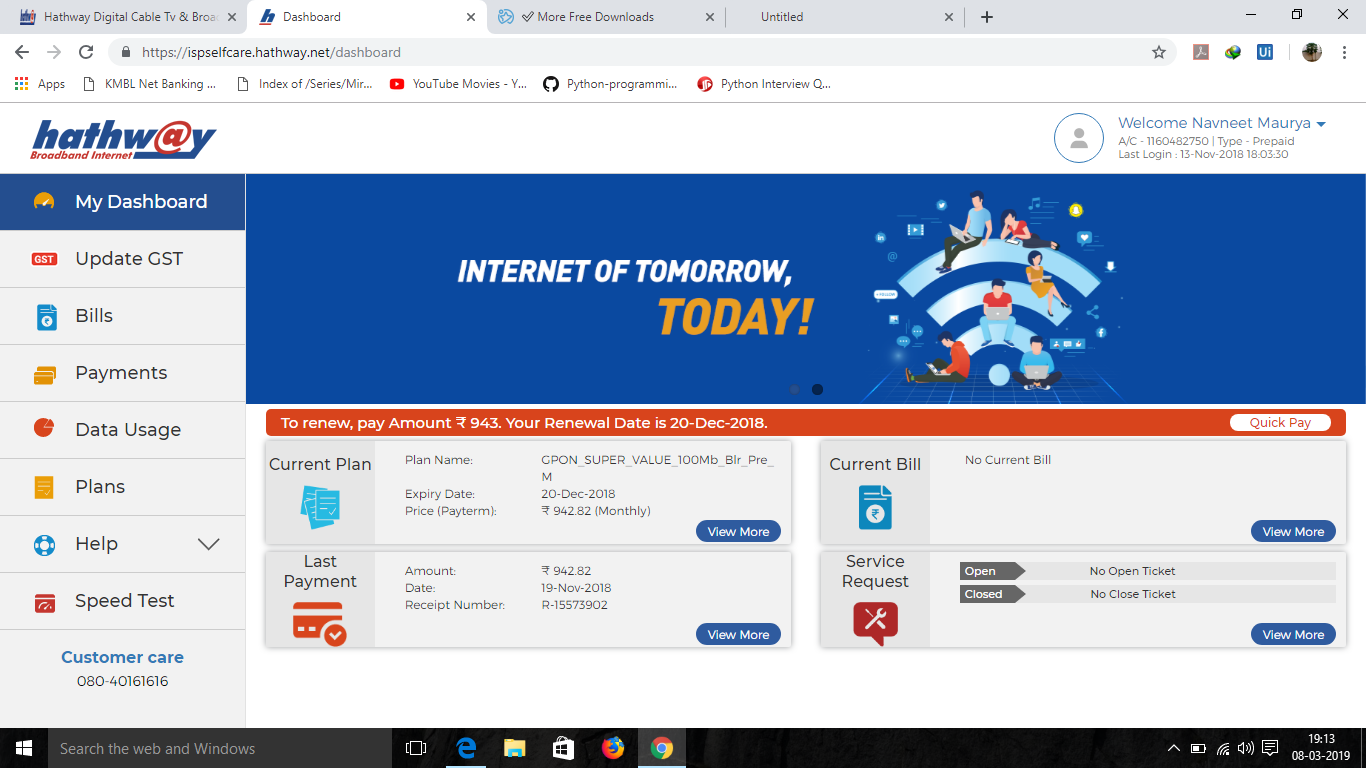 Hathway Digital Cable Tv & Broa
Dashboard
More Free Downloads
Untitled
https://ispselfcare.hathway.net/dashboard
Apps
KMBL Net Banking ...
Index of /Series/Mir...
YouTube Movies - Y...
Python-programmi...
Python Interview Q...
hathw@y
Broadband Internet
Welcome Navneet Maurya
A/C - 1160482750 | Type - Prepaid
Last Login : 13-Nov-2018 18:03:30
My Dashboard
GST
Update GST
Bills
Payments
Data Usage
Plans
Help
Speed Test
Customer care
080-40161616
INTERNET OF TOMORROW,
TODAY!
+ FOLLOW
To renew, pay Amount ₹ 943. Your Renewal Date is 20-Dec-2018.
Quick Pay
Current Plan
Plan Name: GPON_SUPER_VALUE_100Mb_Blr_Pre_
M
Expiry Date: 20-Dec-2018
Price (Payterm): ₹ 942.82 (Monthly)
View More
Current Bill
No Current Bill
View More
Last
Payment
Amount: ₹ 942.82
Date: 19-Nov-2018
Receipt Number: R-15573902
View More
Service
Request
Open No Open Ticket
Closed No Close Ticket
View More
Search the web and Windows
19:13
08-03-2019